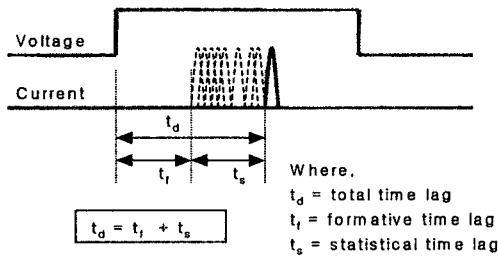 Voltage
Current
t_d
t_f t_s
Where,
t_d = total time lag
t_f = formative time lag
t_s = statistical time lag
t_d = t_f + t_s